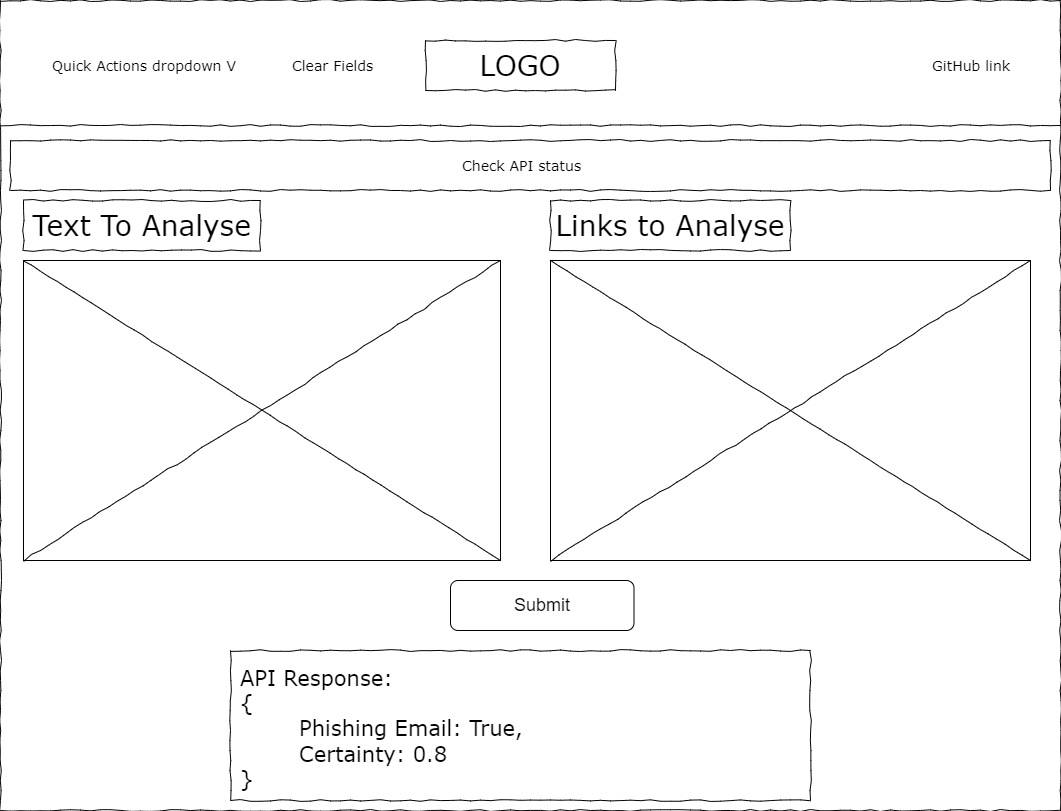 Quick Actions dropdown V
Clear Fields
LOGO
GitHub link
Check API status
Text To Analyse
Links to Analyse
Submit
API Response:
{
Phishing Email: True,
Certainty: 0.8
}